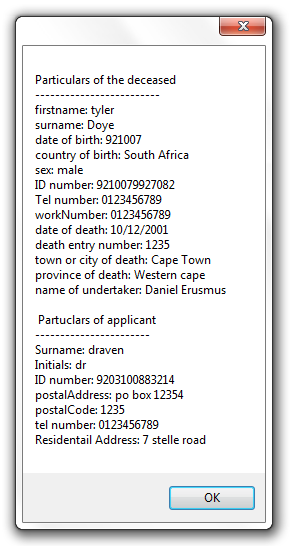 Particulars of the deceased
-------------------------
firstname: tyler
surname: Doye
date of birth: 921007
country of birth: South Africa
sex: male
ID number: 9210079927082
Tel number: 0123456789
workNumber: 0123456789
date of death: 10/12/2001
death entry number: 1235
town or city of death: Cape Town
province of death: Western cape
name of undertaker: Daniel Erusmus
Partuclars of applicant
-----------------------
Surname: draven
Initials: dr
ID number: 9203100883214
postalAddress: po box 12354
postalCode: 1235
tel number: 0123456789
Residentail Address: 7 stelle road
OK